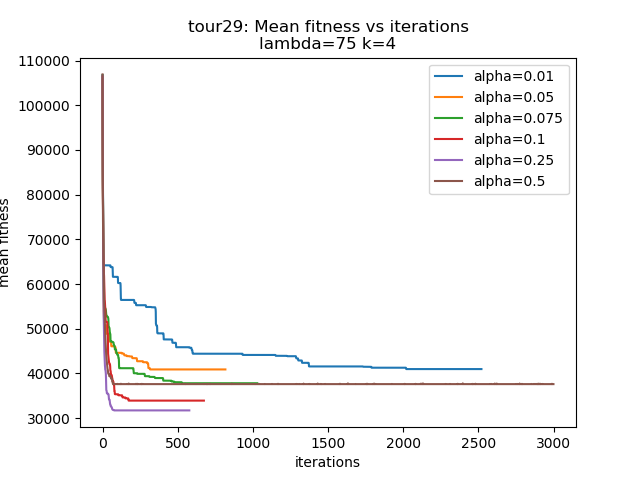 tour29: Mean fitness vs iterations
lambda=75 k=4
mean fitness
110000
100000
90000
80000
70000
60000
50000
40000
30000
0
500
1000
1500
2000
2500
3000
iterations
alpha=0.01
alpha=0.05
alpha=0.075
alpha=0.1
alpha=0.25
alpha=0.5